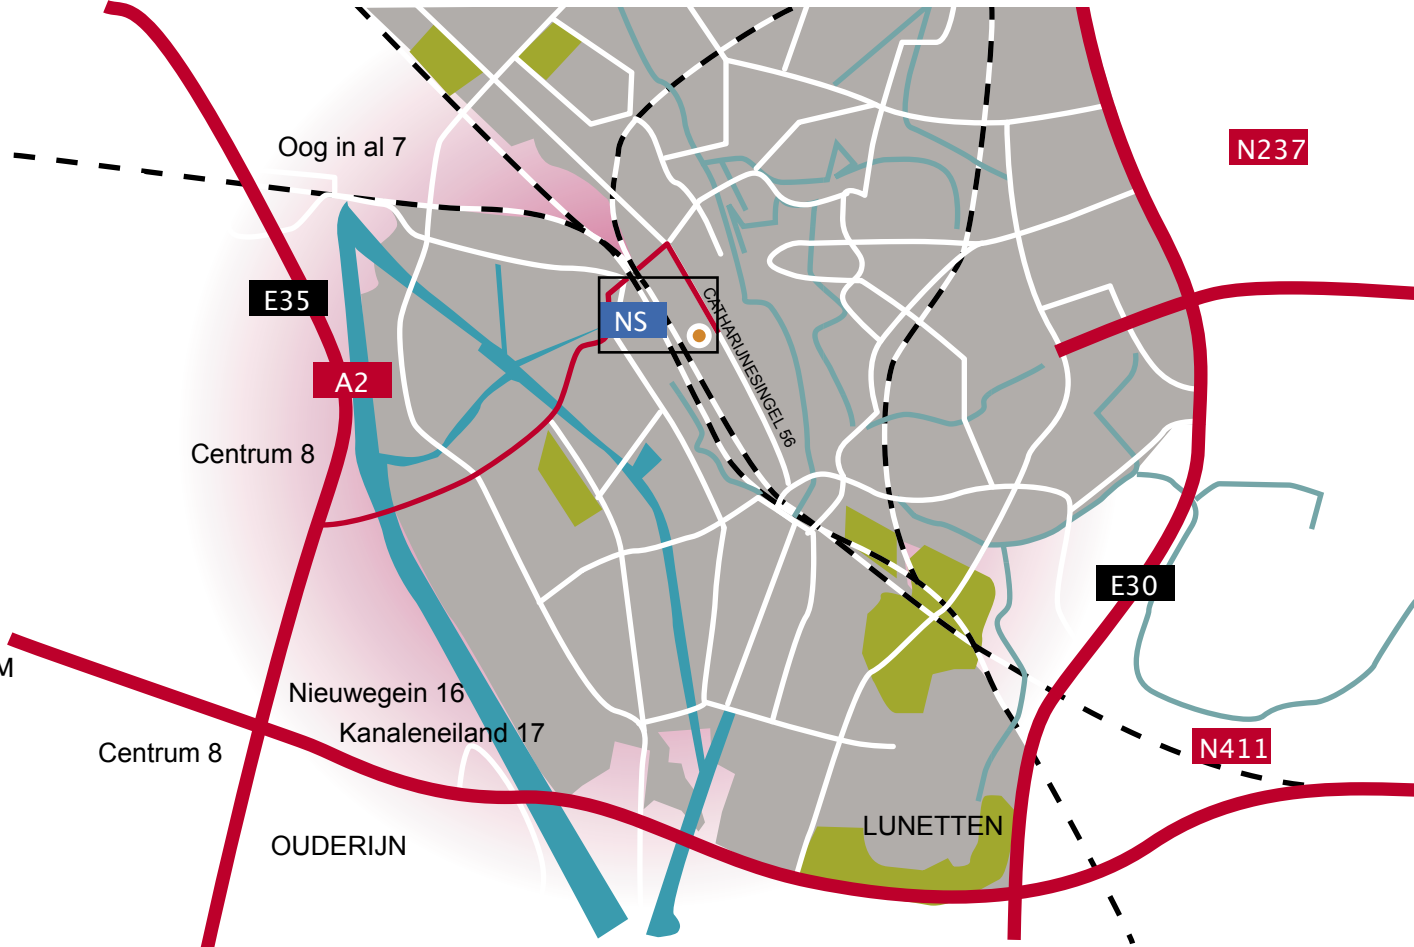 Oog in al 7
N237
E35
NS
CATHARIJNESINGEL 56
A2
Centrum 8
E30
M
Nieuwegein 16
Kanaleneiland 17
Centrum 8
N411
LUNETTEN
OUDERIJN